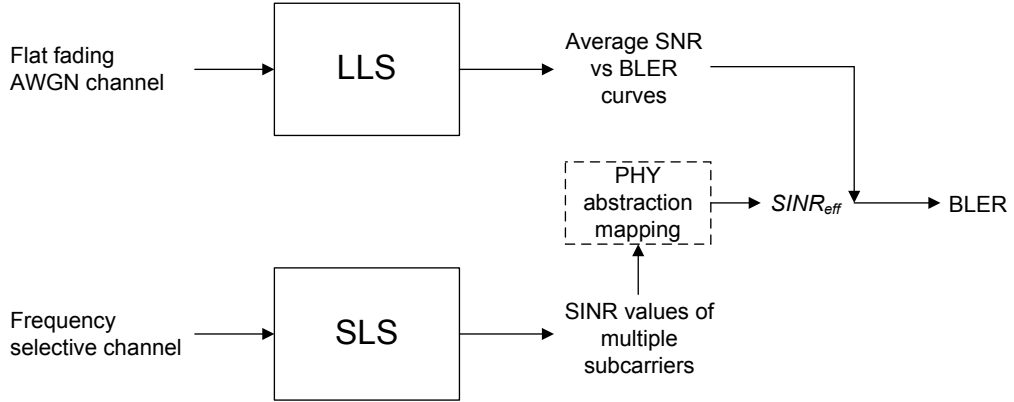 Flat fading
AWGN channel
LLS
Average SNR
vs BLER
curves
PHY
abstraction
mapping
SINReff
BLER
Frequency
selective channel
SLS
SINR values of
multiple
subcarriers